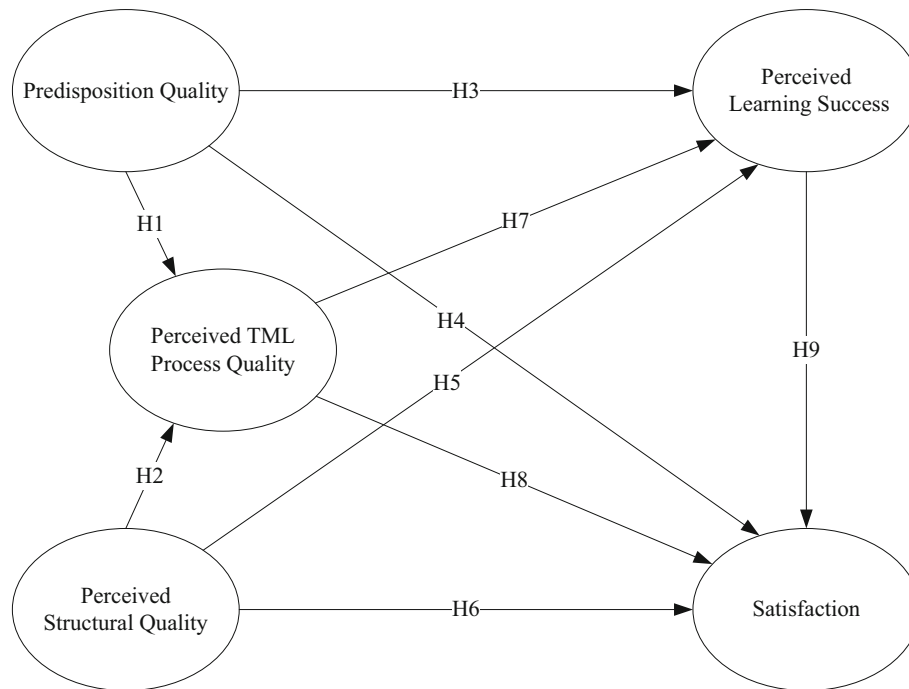 Predisposition Quality
H3
Perceived
Learning Success
H1
H7
Perceived TML
Process Quality
H4
H5
H9
H2
H8
Perceived
Structural Quality
H6
Satisfaction